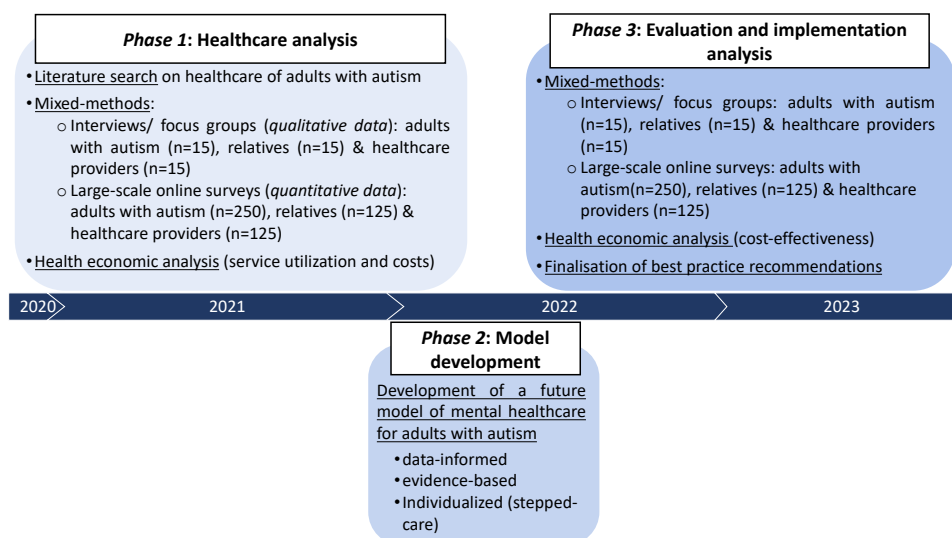 Phase 1: Healthcare analysis
•Literature search on healthcare of adults with autism
•Mixed-methods:
o Interviews/ focus groups (qualitative data): adults
with autism (n=15), relatives (n=15) & healthcare
providers (n=15)
o Large-scale online surveys (quantitative data):
adults with autism (n=250), relatives (n=125) &
healthcare providers (n=125)
•Health economic analysis (service utilization and costs)
Phase 3: Evaluation and implementation
analysis
•Mixed-methods:
o Interviews/ focus groups: adults with autism
(n=15), relatives (n=15) & healthcare providers
(n=15)
o Large-scale online surveys: adults with
autism(n=250), relatives (n=125) & healthcare
providers (n=125)
•Health economic analysis (cost-effectiveness)
•Finalisation of best practice recommendations
2020 2021 2022 2023
Phase 2: Model
development
Development of a future
model of mental healthcare
for adults with autism
•data-informed
•evidence-based
•Individualized (stepped-
care)